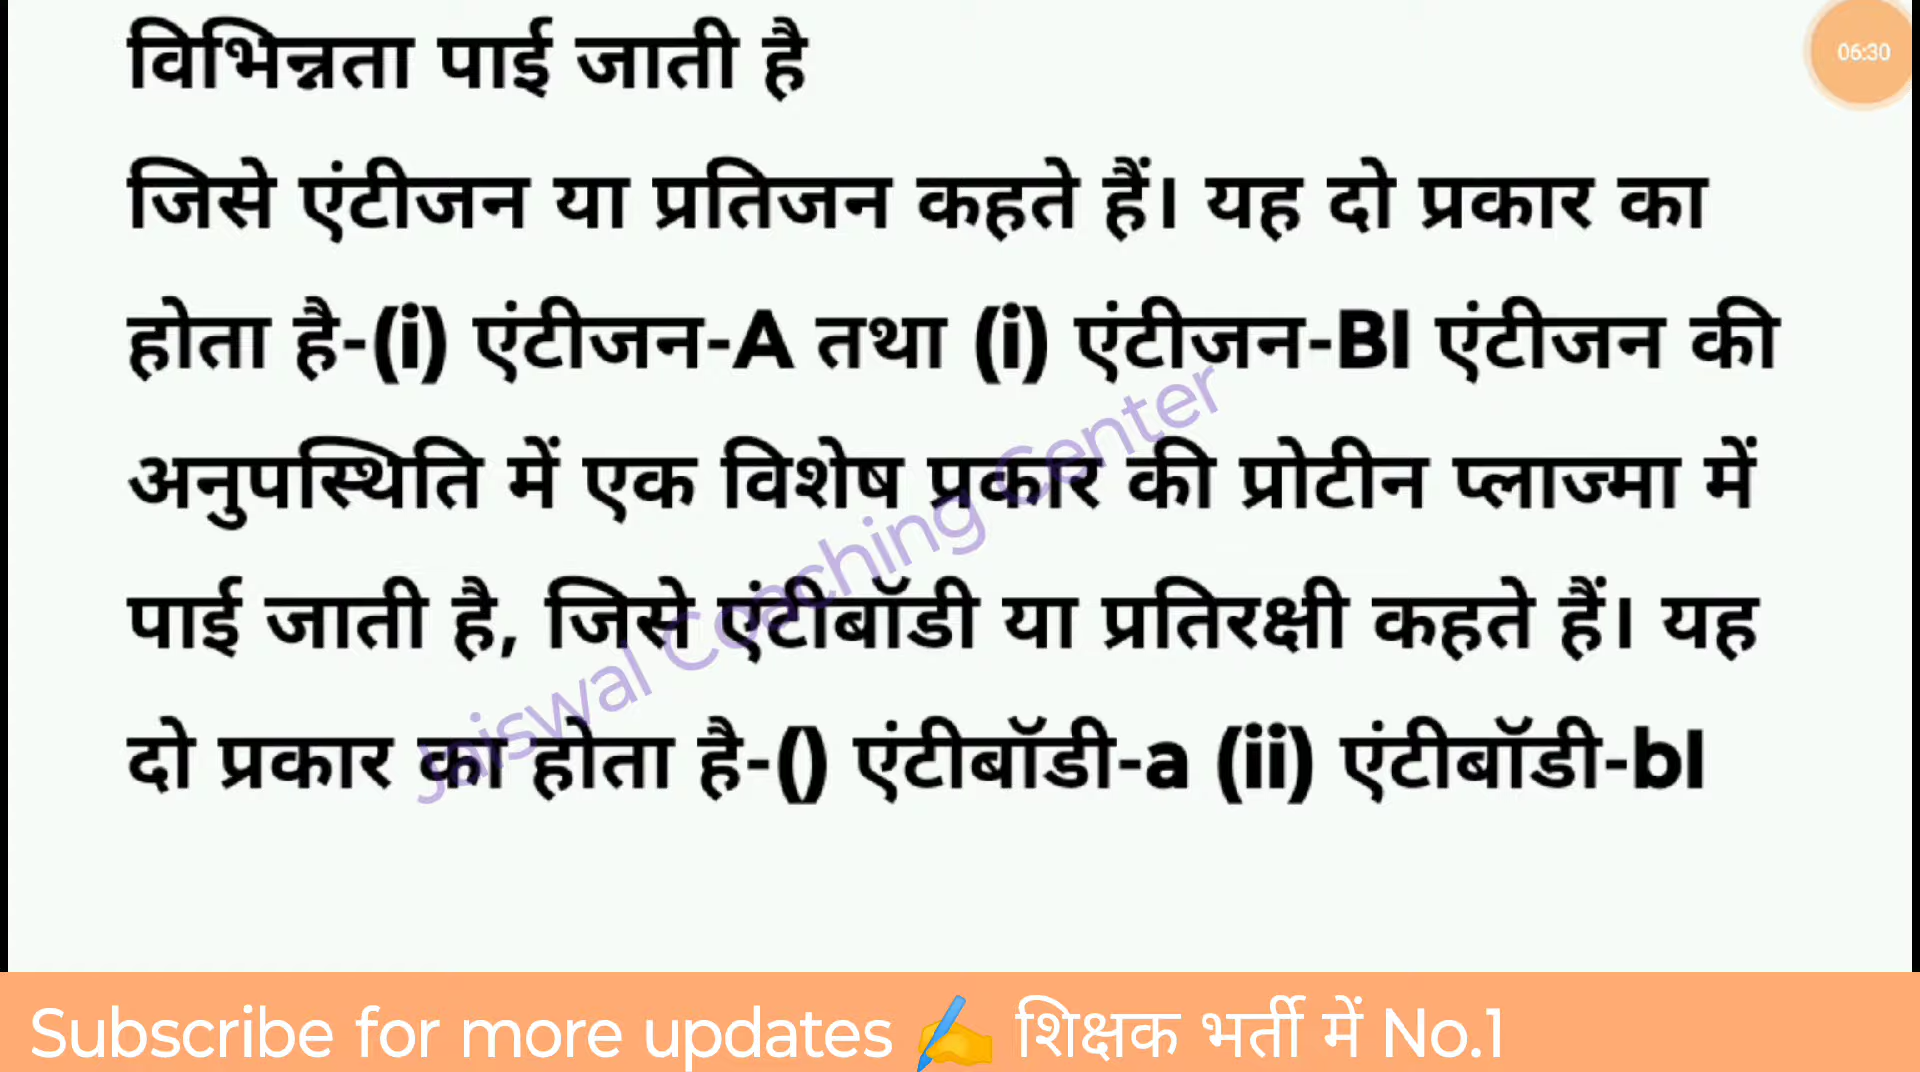 विभिन्नता पाई जाती है
06:30
जिसे एंटीजन या प्रतिजन कहते हैं। यह दो प्रकार का
होता है-(i) एंटीजन-A तथा (i) एंटीजन-BI एंटीजन की
अनुपस्थिति में एक विशेष प्रकार की प्रोटीन प्लाज्मा में
पाई जाती है, जिसे एंटीबॉडी या प्रतिरक्षी कहते हैं। यह
दो प्रकार का होता है-() एंटीबॉडी-a (ii) एंटीबॉडी-bI
Jaiswal Coaching Center
Subscribe for more updates ✍️ शिक्षक भर्ती में No.1